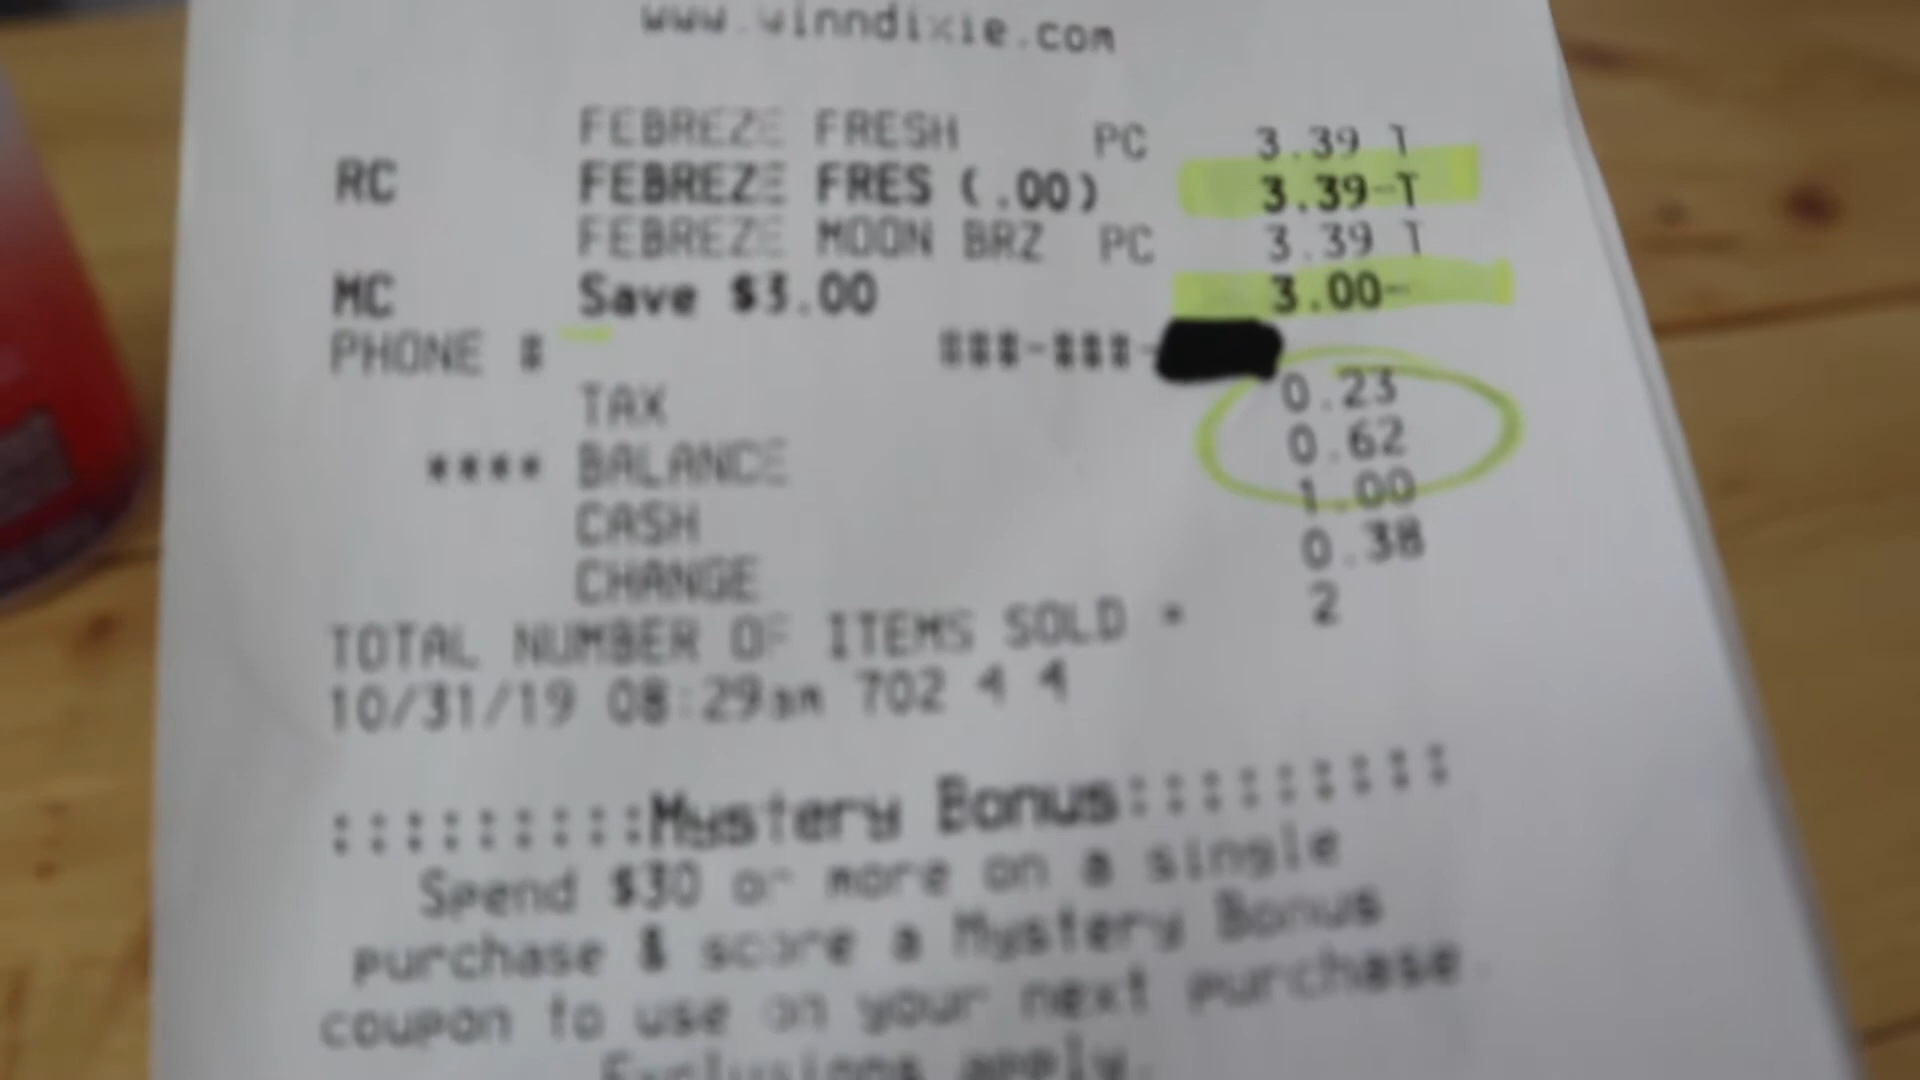 www.winndixie.com
FEBREZE FRESH PC 3.39 T
RC FEBREZE FRES (.00) 3.39-T
FEBREZE MOON BRZ PC 3.39 T
MC Save $3.00 3.00-
PHONE # ###-###-
TAX 0.23
**** BALANCE 0.62
CASH 1.00
CHANGE 0.38
TOTAL NUMBER OF ITEMS SOLD = 2
10/31/19 08:29am 702 4 4
:::::::::Mystery Bonus:::::::::
Spend $30 or more on a single
purchase & score a Mystery Bonus
coupon to use on your next purchase.
Exclusions apply.